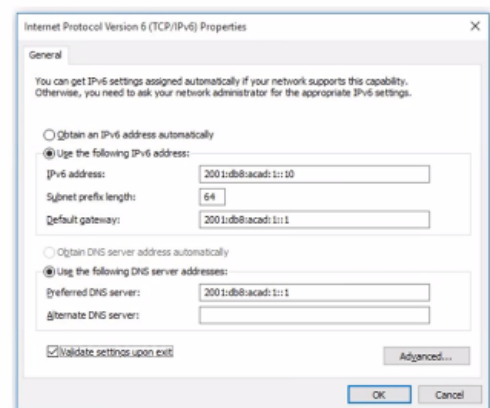 Internet Protocol Version 6 (TCP/IPv6) Properties
General
You can get IPv6 settings assigned automatically if your network supports this capability.
Otherwise, you need to ask your network administrator for the appropriate IPv6 settings.
Obtain an IPv6 address automatically
Use the following IPv6 address:
IPv6 address: 2001:db8:acad:1::10
Subnet prefix length: 64
Default gateway: 2001:db8:acad:1::1
Obtain DNS server address automatically
Use the following DNS server addresses:
Preferred DNS server: 2001:db8:acad:1::1
Alternate DNS server:
Validate settings upon exit
Advanced...
OK Cancel